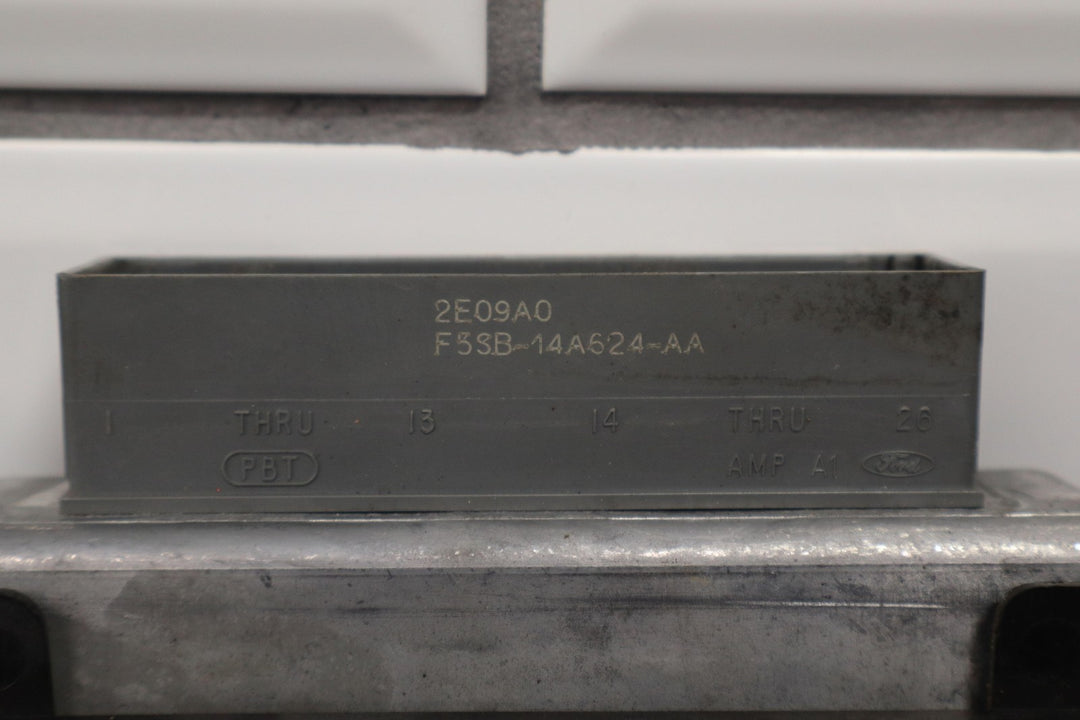 2E09A0
F3SB-14A624-AA
1 THRU 13 14 THRU 26
PBT AMP A1 Ford